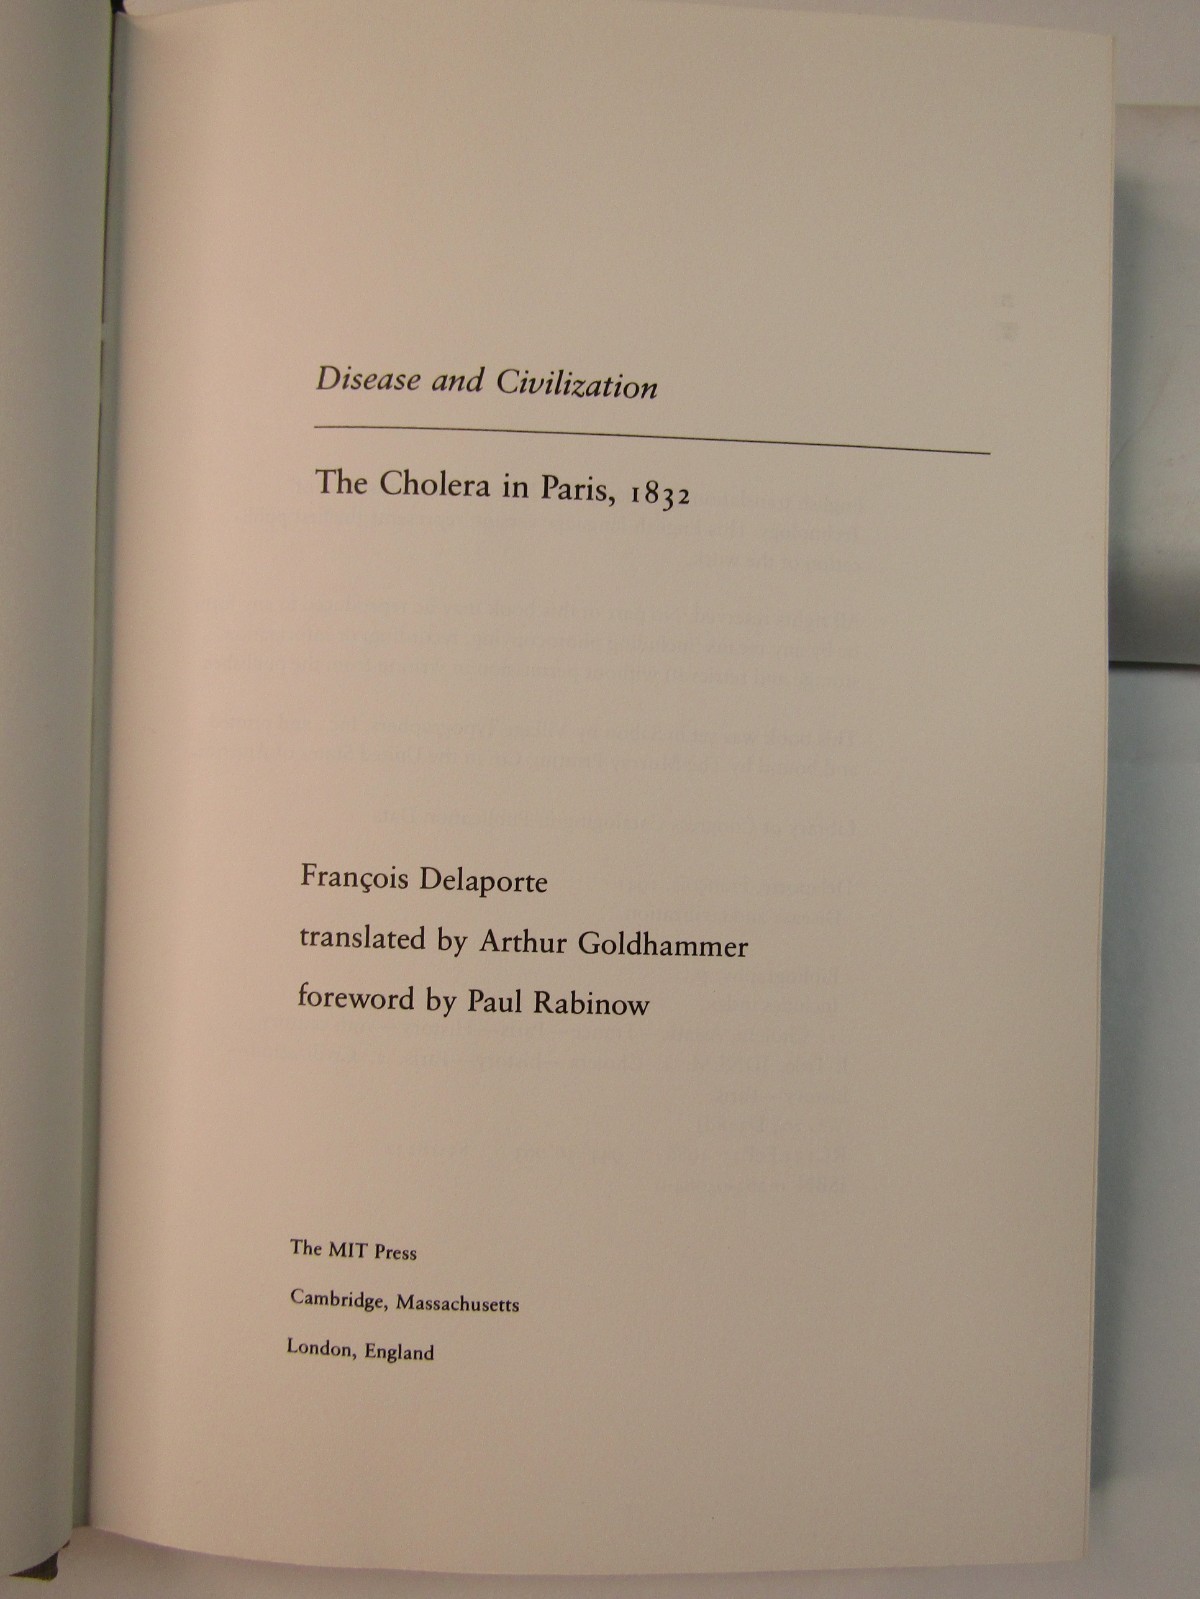 Disease and Civilization
The Cholera in Paris, 1832
François Delaporte
translated by Arthur Goldhammer
foreword by Paul Rabinow
The MIT Press
Cambridge, Massachusetts
London, England